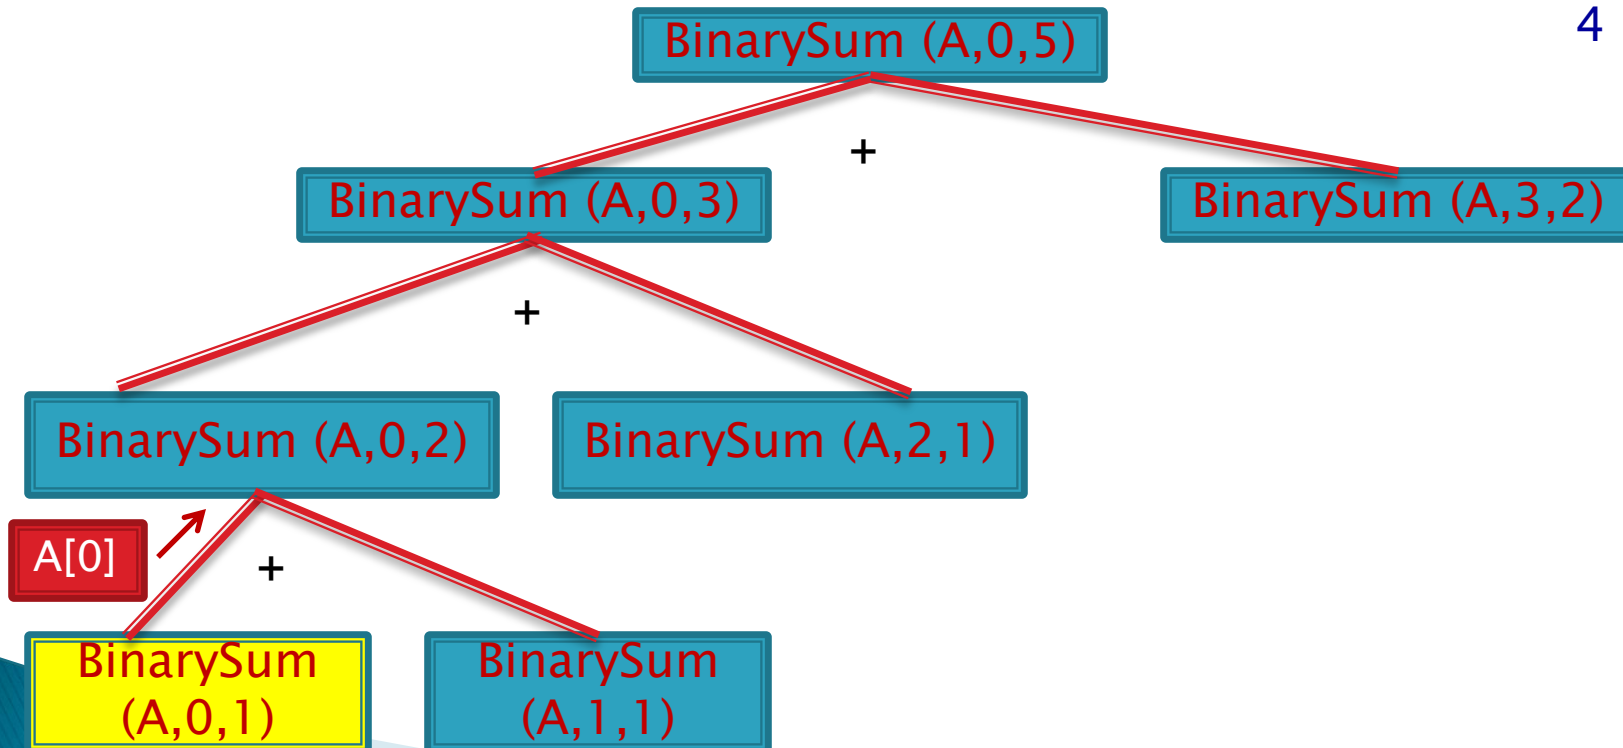 BinarySum (A,0,5)
4
+
BinarySum (A,0,3)
BinarySum (A,3,2)
+
BinarySum (A,0,2)
BinarySum (A,2,1)
A[0]
+
BinarySum
(A,0,1)
BinarySum
(A,1,1)